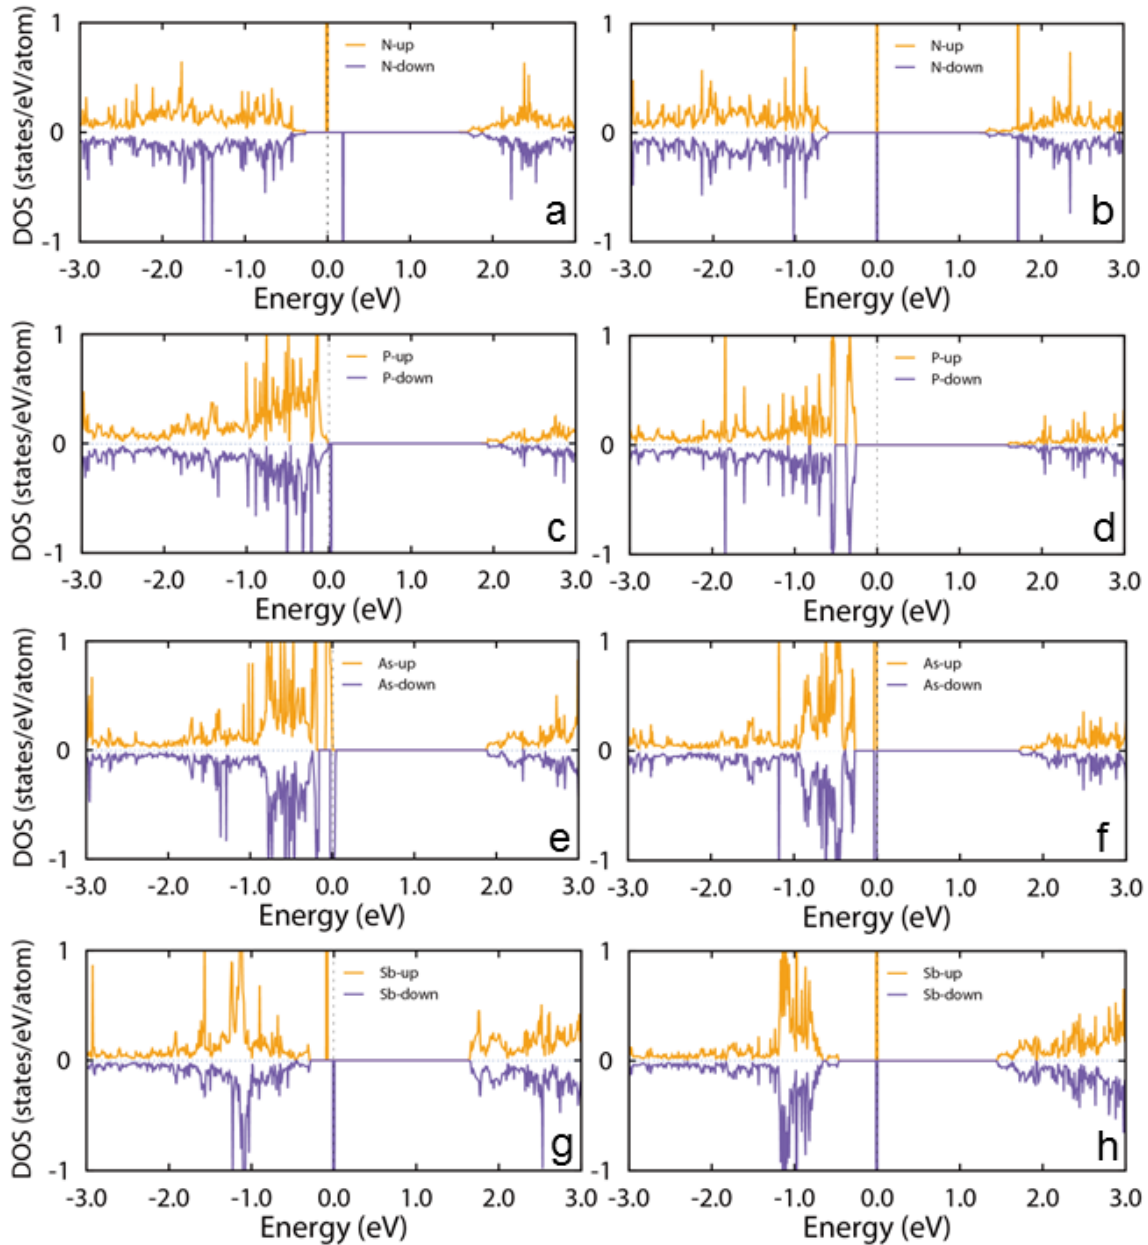 DOS (states/eV/atom)
1
0
-1
N-up
N-down
a
-3.0 -2.0 -1.0 0.0 1.0 2.0 3.0
Energy (eV)
1
0
-1
N-up
N-down
b
-3.0 -2.0 -1.0 0.0 1.0 2.0 3.0
Energy (eV)
DOS (states/eV/atom)
1
0
-1
P-up
P-down
c
-3.0 -2.0 -1.0 0.0 1.0 2.0 3.0
Energy (eV)
1
0
-1
P-up
P-down
d
-3.0 -2.0 -1.0 0.0 1.0 2.0 3.0
Energy (eV)
DOS (states/eV/atom)
1
0
-1
As-up
As-down
e
-3.0 -2.0 -1.0 0.0 1.0 2.0 3.0
Energy (eV)
1
0
-1
As-up
As-down
f
-3.0 -2.0 -1.0 0.0 1.0 2.0 3.0
Energy (eV)
DOS (states/eV/atom)
1
0
-1
Sb-up
Sb-down
g
-3.0 -2.0 -1.0 0.0 1.0 2.0 3.0
Energy (eV)
1
0
-1
Sb-up
Sb-down
h
-3.0 -2.0 -1.0 0.0 1.0 2.0 3.0
Energy (eV)